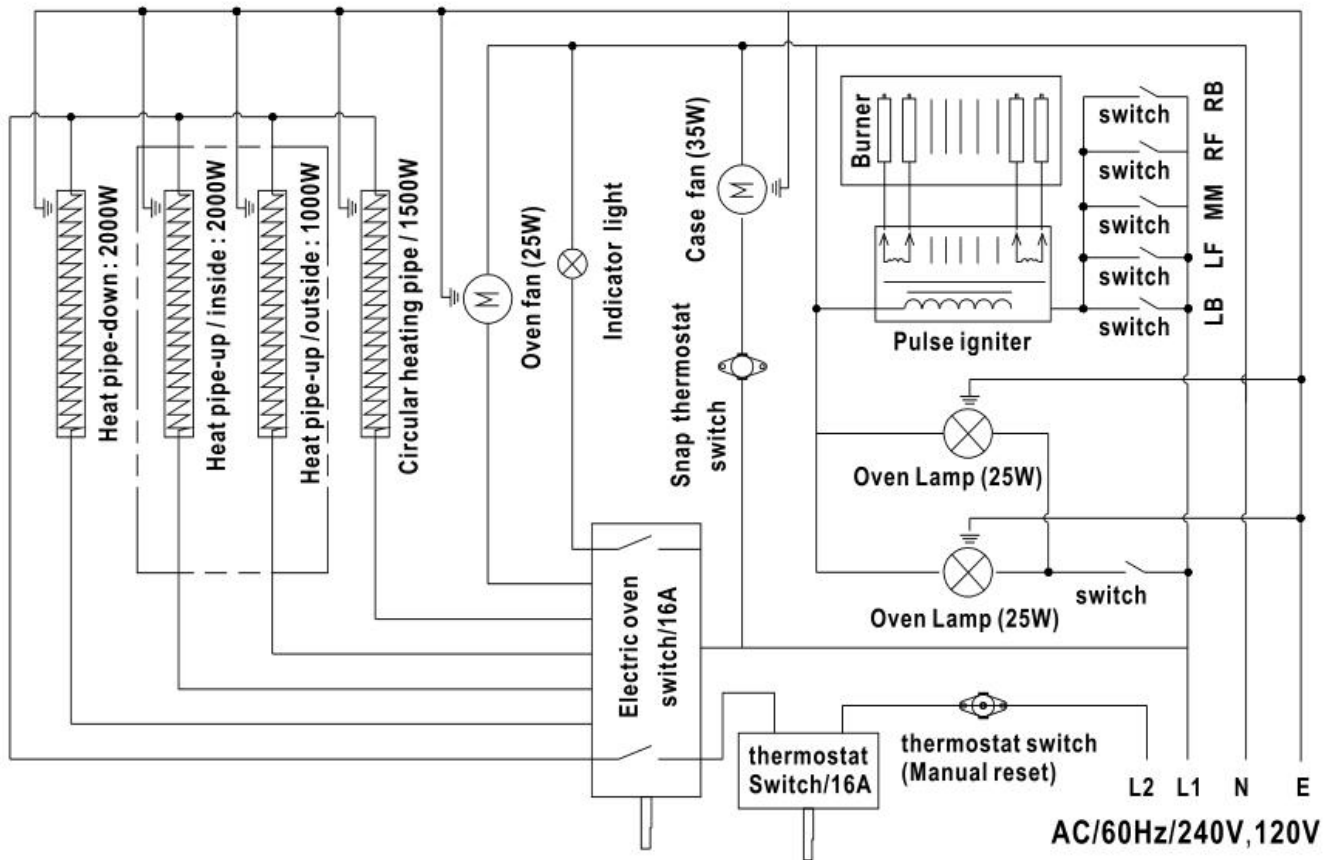 Heat pipe-down : 2000W
Heat pipe-up / inside : 2000W
Heat pipe-up /outside : 1000W
Circular heating pipe / 1500W
M
Oven fan (25W)
Indicator light
Case fan (35W)
M
Snap thermostat
switch
Burner
Pulse igniter
switch
RB
switch
RF
switch
MM
switch
LF
switch
LB
Oven Lamp (25W)
Oven Lamp (25W)
switch
Electric oven
switch/16A
thermostat
Switch/16A
thermostat switch
(Manual reset)
L2 L1 N E
AC/60Hz/240V,120V